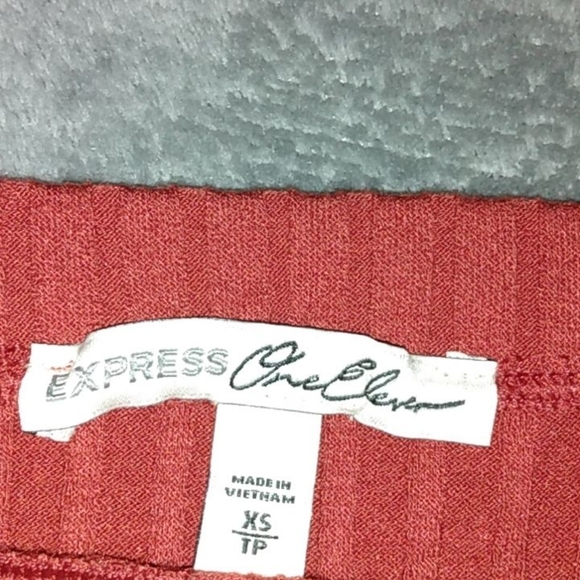 EXPRESS One Eleven
MADE IN
VIETNAM
XS
TP